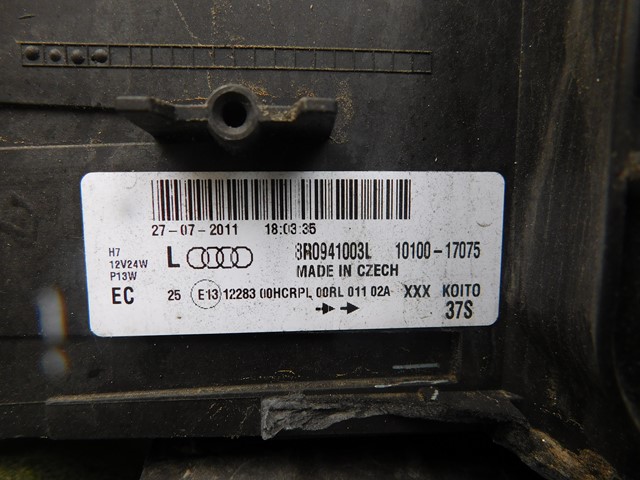 27-07-2011 18:03:35
H7
12V24W
P13W
L 8R0941003L 10100-17075
MADE IN CZECH
EC 25 E13 12283 00HCRPL 00RL 011 02A XXX KOITO
37S